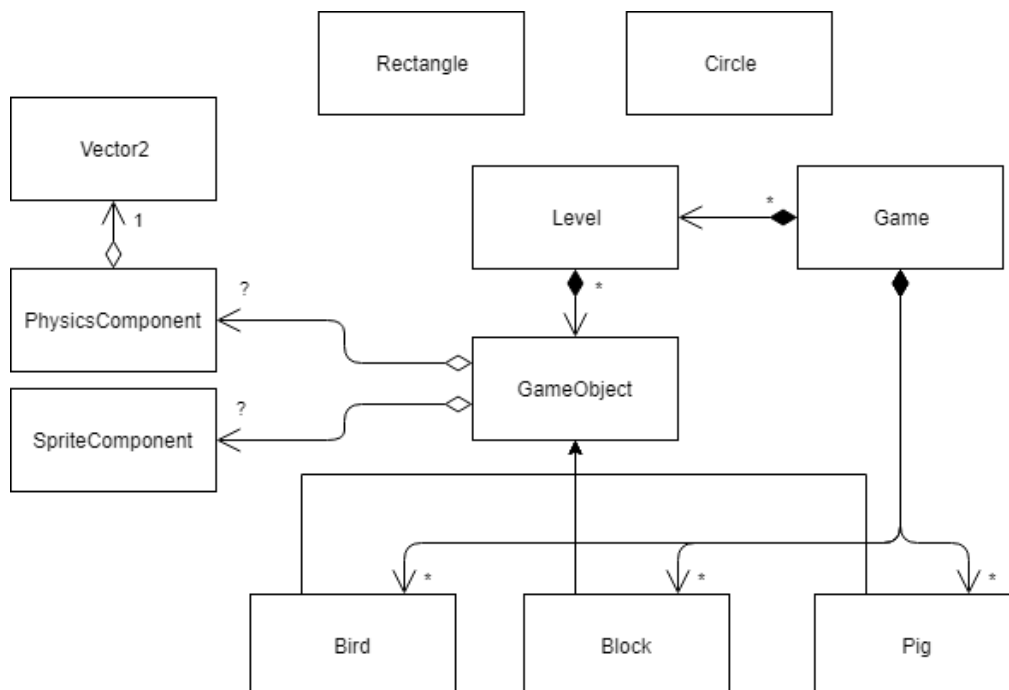 Rectangle
Circle
Vector2
1
Level
*
Game
PhysicsComponent
?
*
GameObject
SpriteComponent
?
Bird
*
Block
*
Pig
*